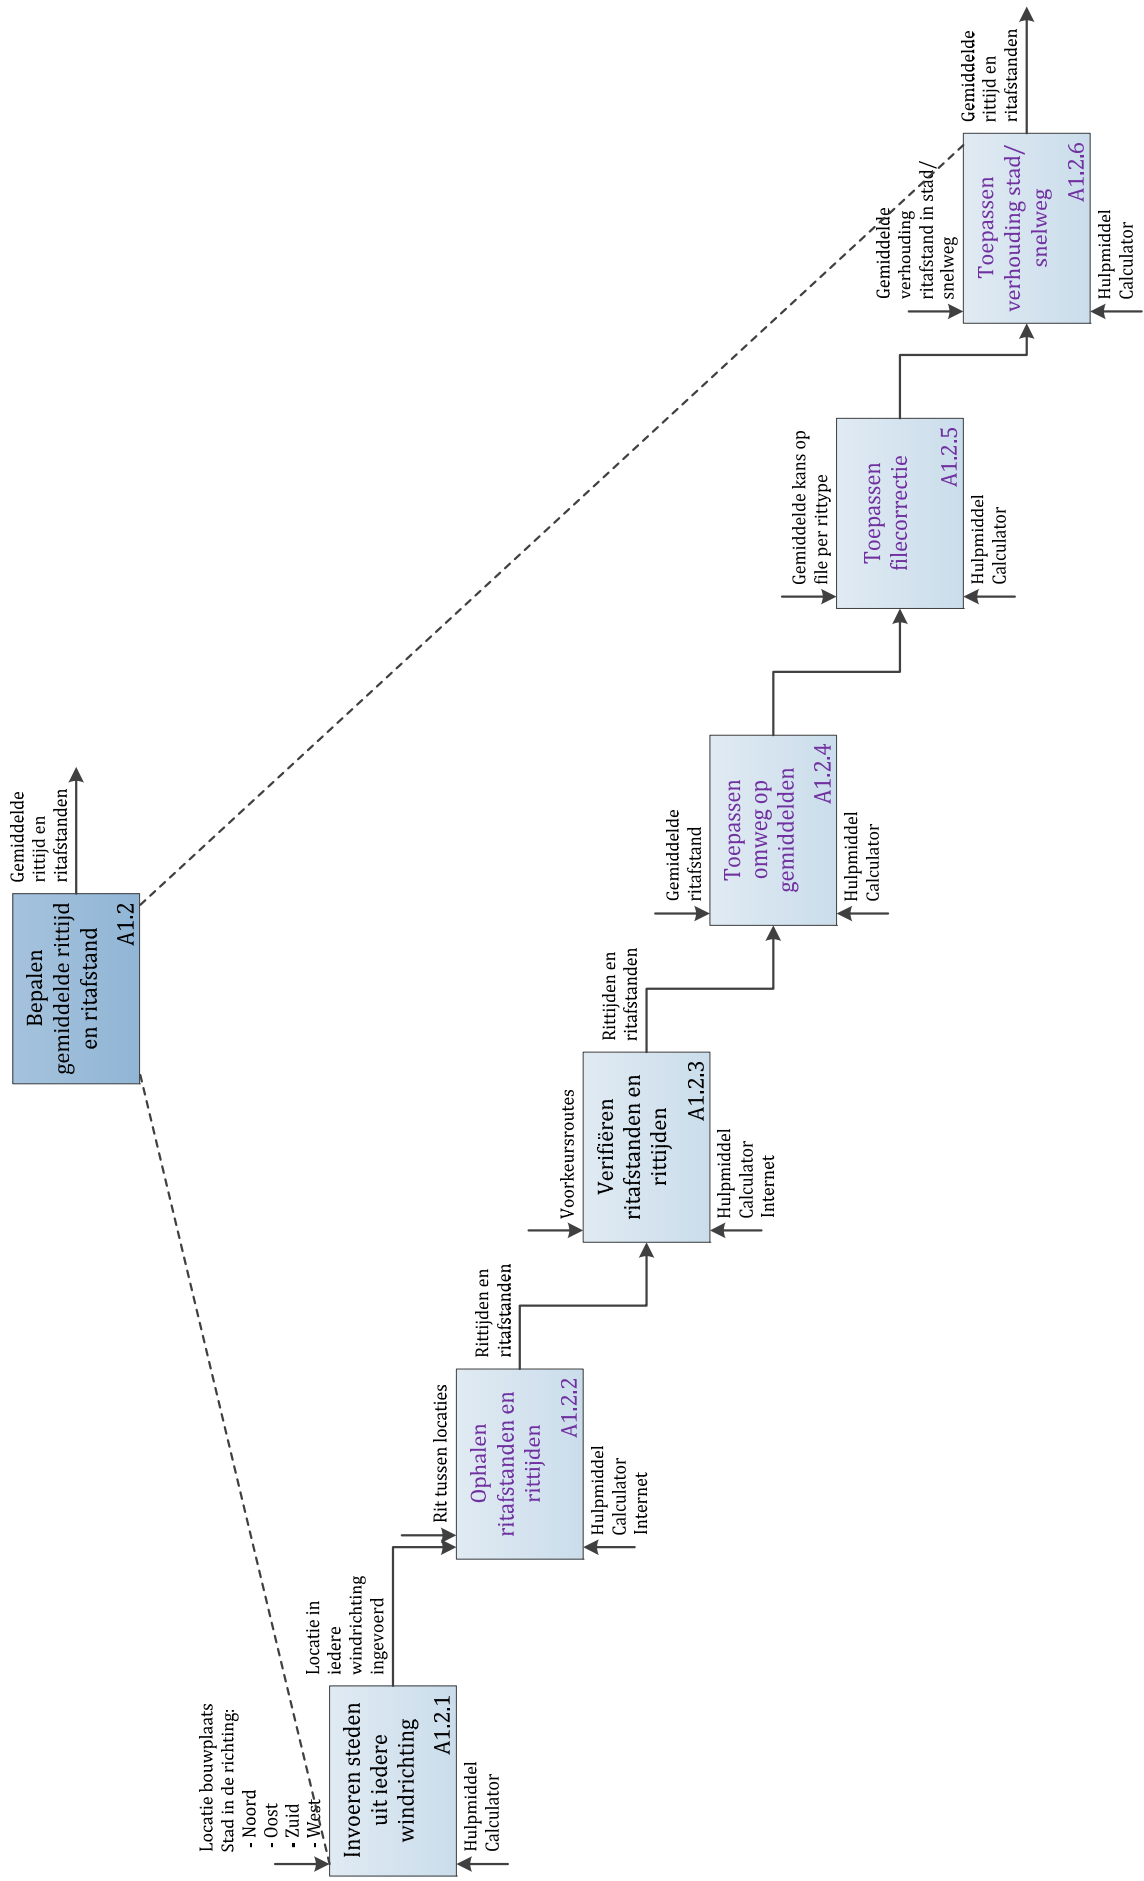 Bepalen
gemiddelde rittijd
en ritafstand
A1.2
Gemiddelde
rittijd en
ritafstanden
Locatie bouwplaats
Stad in de richting:
- Noord
- Oost
- Zuid
- West
Invoeren steden
uit iedere
windrichting
A1.2.1
Hulpmiddel
Calculator
Locatie in
iedere
windrichting
ingevoerd
Rit tussen locaties
Ophalen
ritafstanden en
rittijden
A1.2.2
Hulpmiddel
Calculator
Internet
Rittijden en
ritafstanden
Voorkeursroutes
Verifiëren
ritafstanden en
rittijden
A1.2.3
Hulpmiddel
Calculator
Internet
Rittijden en
ritafstanden
Gemiddelde
ritafstand
Toepassen
omweg op
gemiddelden
A1.2.4
Hulpmiddel
Calculator
Gemiddelde kans op
file per rittype
Toepassen
filecorrectie
A1.2.5
Hulpmiddel
Calculator
Gemiddelde
verhouding
ritafstand in stad/
snelweg
Toepassen
verhouding stad/
snelweg
A1.2.6
Hulpmiddel
Calculator
Gemiddelde
rittijd en
ritafstanden